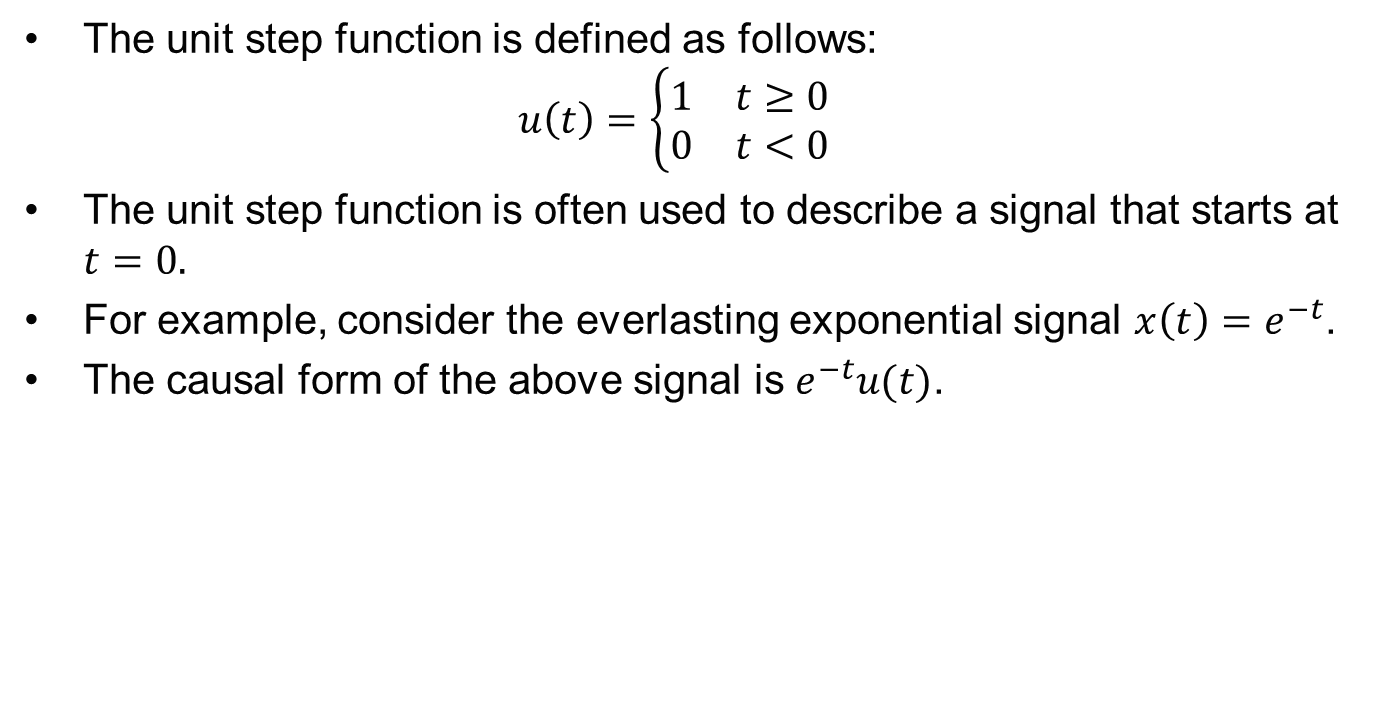 • The unit step function is defined as follows:
u(t) = {1 t ≥ 0
0 t < 0
• The unit step function is often used to describe a signal that starts at
t = 0.
• For example, consider the everlasting exponential signal x(t) = e⁻ᵗ.
• The causal form of the above signal is e⁻ᵗu(t).